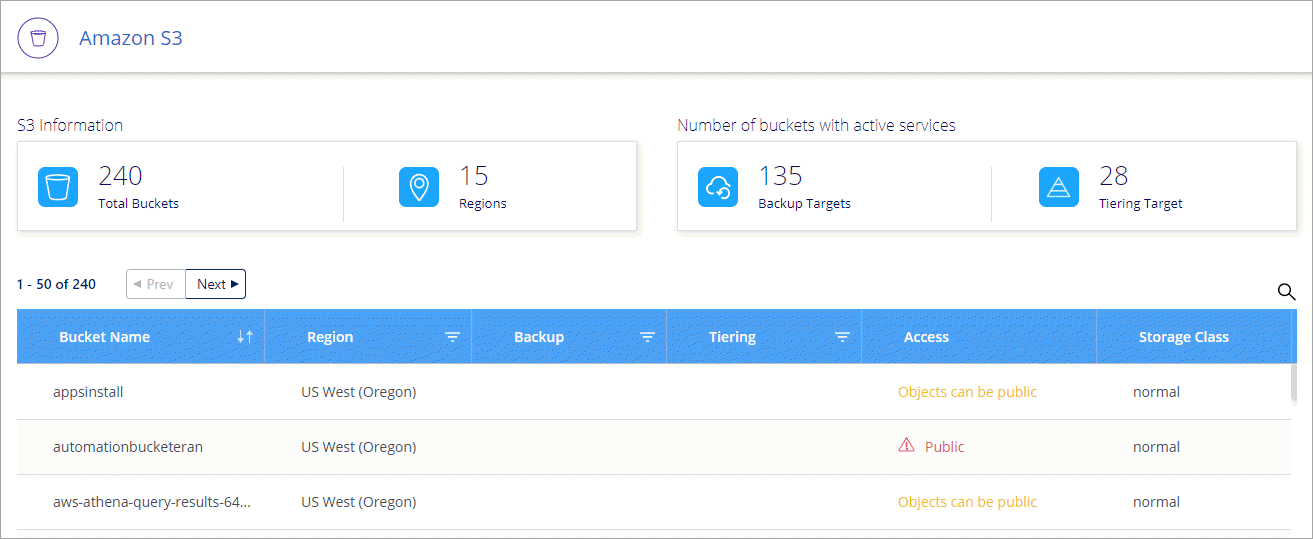 Amazon S3
S3 Information
Number of buckets with active services
240
Total Buckets
15
Regions
135
Backup Targets
28
Tiering Target
1 - 50 of 240
Prev
Next
Bucket Name Region Backup Tiering Access Storage Class
appsinstall US West (Oregon) Objects can be public normal
automationbucketeran US West (Oregon) Public normal
aws-athena-query-results-64... US West (Oregon) Objects can be public normal